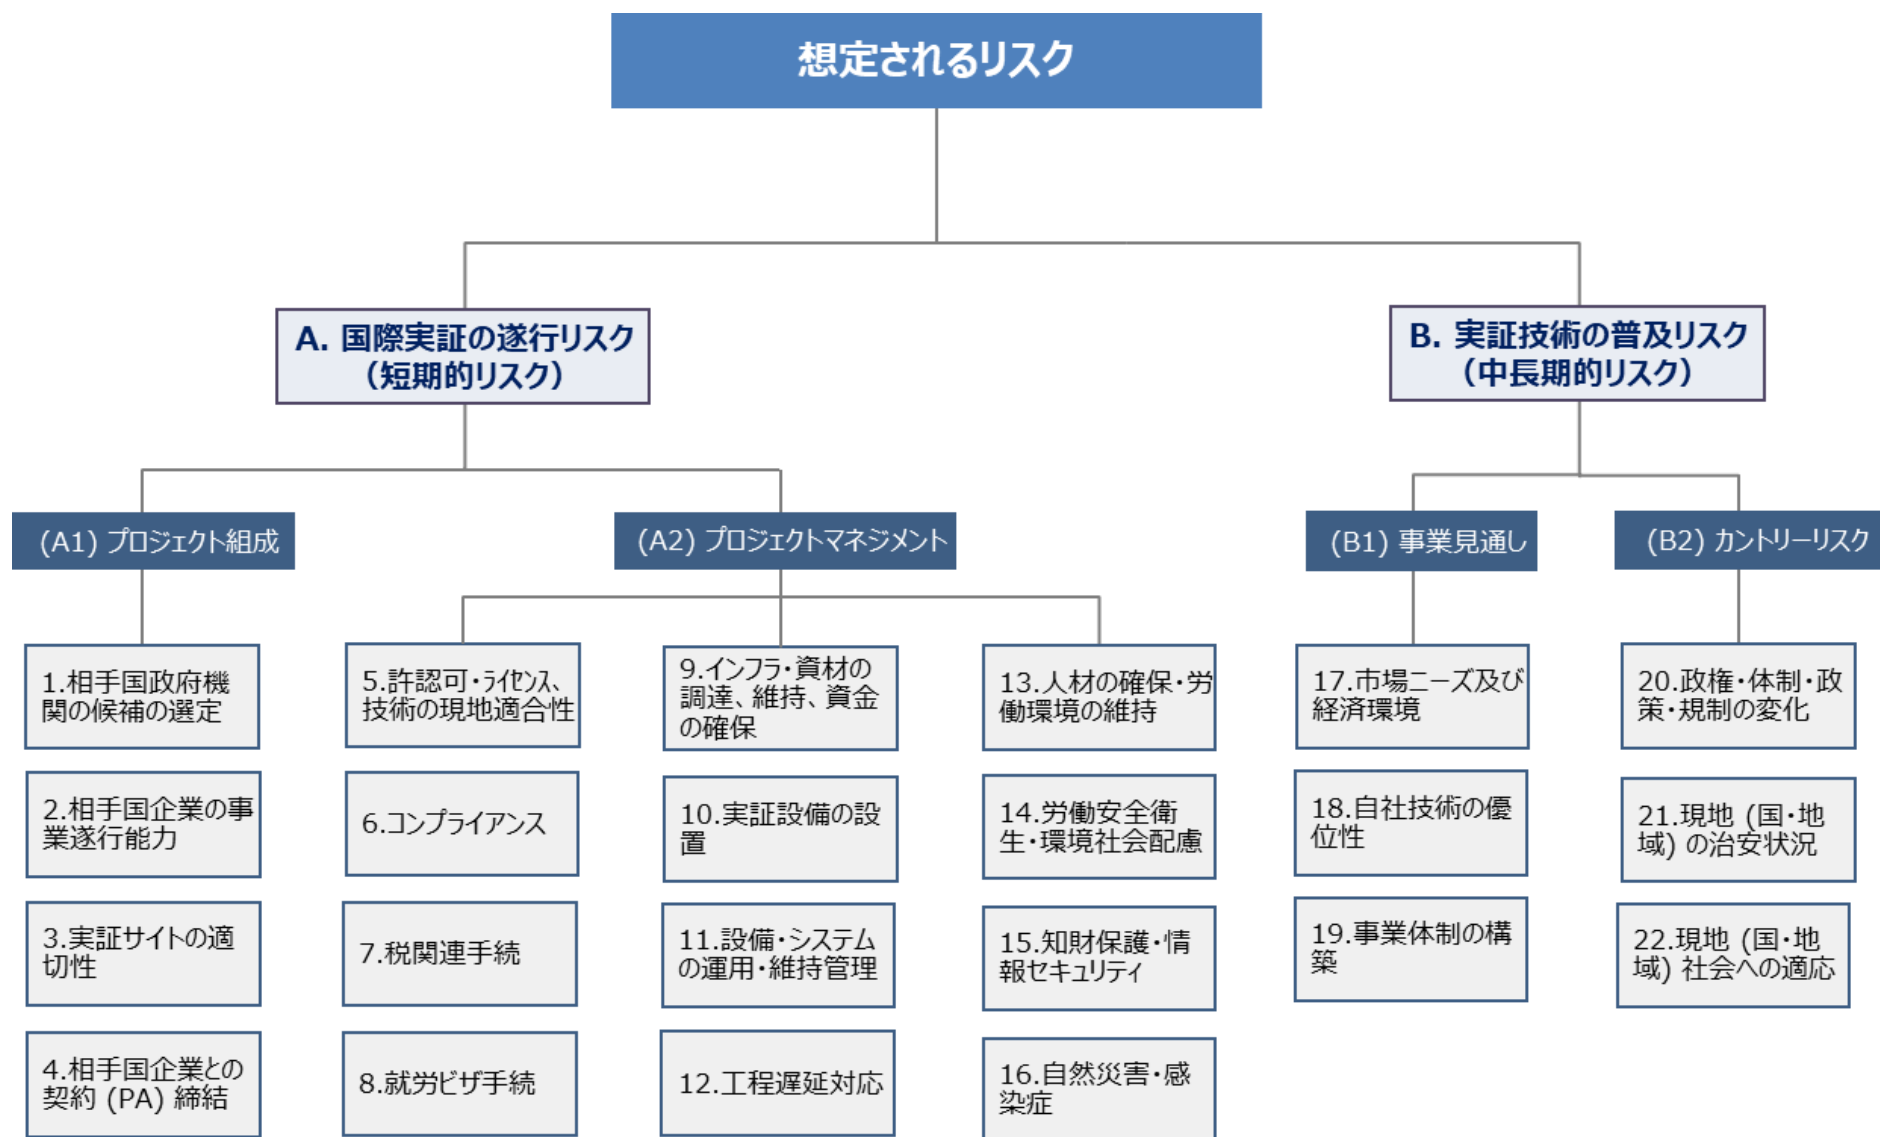 想定されるリスク
A. 国際実証の遂行リスク
（短期的リスク）
B. 実証技術の普及リスク
（中長期的リスク）
(A1) プロジェクト組成
(A2) プロジェクトマネジメント
(B1) 事業見通し
(B2) カントリーリスク
1.相手国政府機
関の候補の選定
2.相手国企業の事
業遂行能力
3.実証サイトの適
切性
4.相手国企業との
契約 (PA) 締結
5.許認可・ライセンス、
技術の現地適合性
6.コンプライアンス
7.税関連手続
8.就労ビザ手続
9.インフラ・資材の
調達、維持、資金
の確保
10.実証設備の設
置
11.設備・システム
の運用・維持管理
12.工程遅延対応
13.人材の確保・労
働環境の維持
14.労働安全衛
生・環境社会配慮
15.知財保護・情
報セキュリティ
16.自然災害・感
染症
17.市場ニーズ及び
経済環境
18.自社技術の優
位性
19.事業体制の構
築
20.政権・体制・政
策・規制の変化
21.現地 (国・地
域) の治安状況
22.現地 (国・地
域) 社会への適応